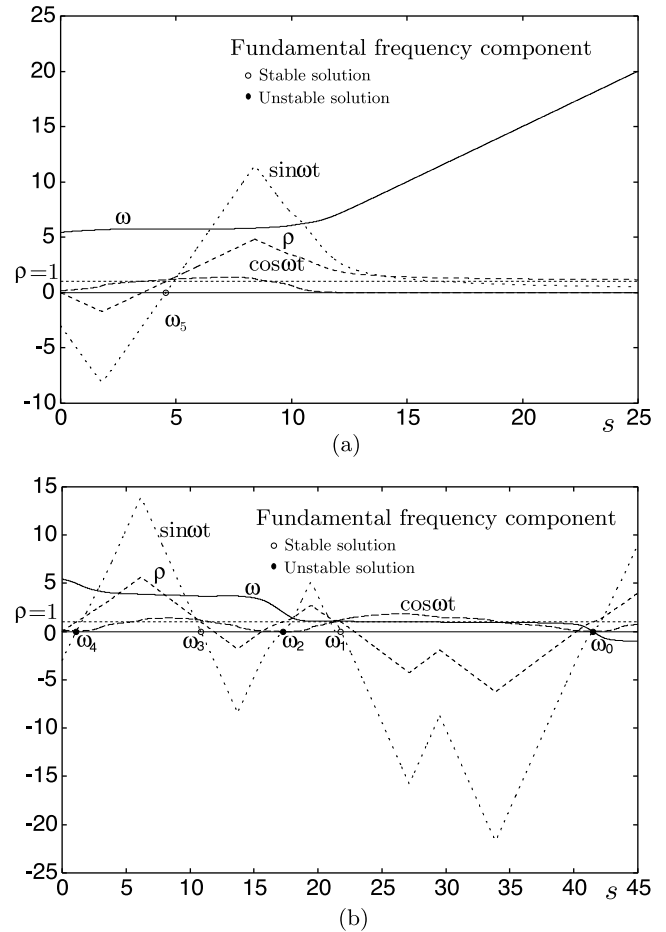 25
Fundamental frequency component
Stable solution
Unstable solution
20
15
sinωt
10
ω
ρ
5
cosωt
ρ=1
0
ω₅
-5
-10
0 5 10 15 20 s 25
(a)
15
Fundamental frequency component
sinωt
Stable solution
Unstable solution
10
ρ
ω
5
cosωt
ρ=1
0
ω₄ ω₃ ω₂ ω₁ ω₀
-5
-10
-15
-20
-25
0 5 10 15 20 25 30 35 40 s 45
(b)